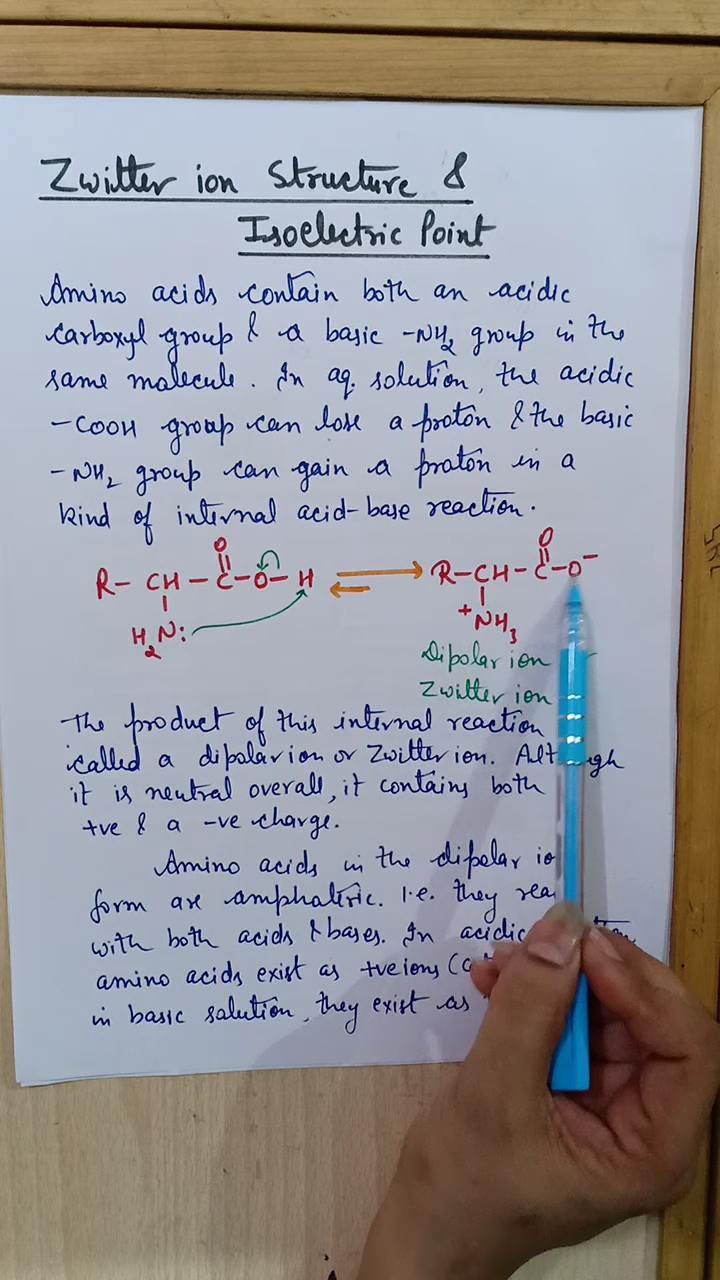 Zwitter ion Structure &
Isoelectric Point
Amino acids contain both an acidic
carboxyl group & a basic -NH2 group in the
same molecule. In aq. solution, the acidic
-COOH group can lose a proton & the basic
-NH2 group can gain a proton in a
kind of internal acid-base reaction.
O O
R-CH-C-O-H R-CH-C-O-
H2N: +NH3
Dipolar ion
Zwitter ion
The product of this internal reaction
called a dipolar ion or Zwitter ion. Although
it is neutral overall, it contains both
+ve & a -ve charge.
Amino acids in the dipolar io
form are amphoteric. I.e. they rea
with both acids & bases. In acidic
amino acids exist as +ve ions (
in basic solution, they exist as